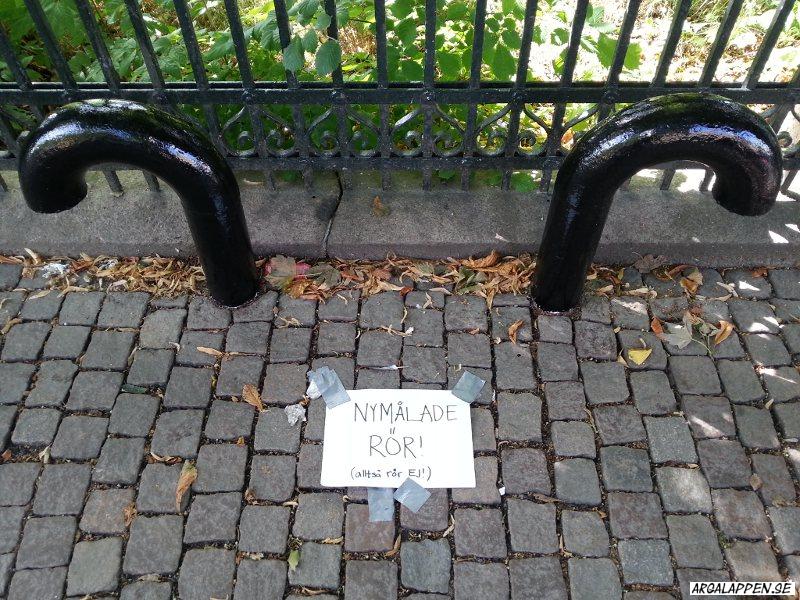 NYMÅLADE
RÖR!
(alltså rör EJ!)
ARGALAPPEN.SE